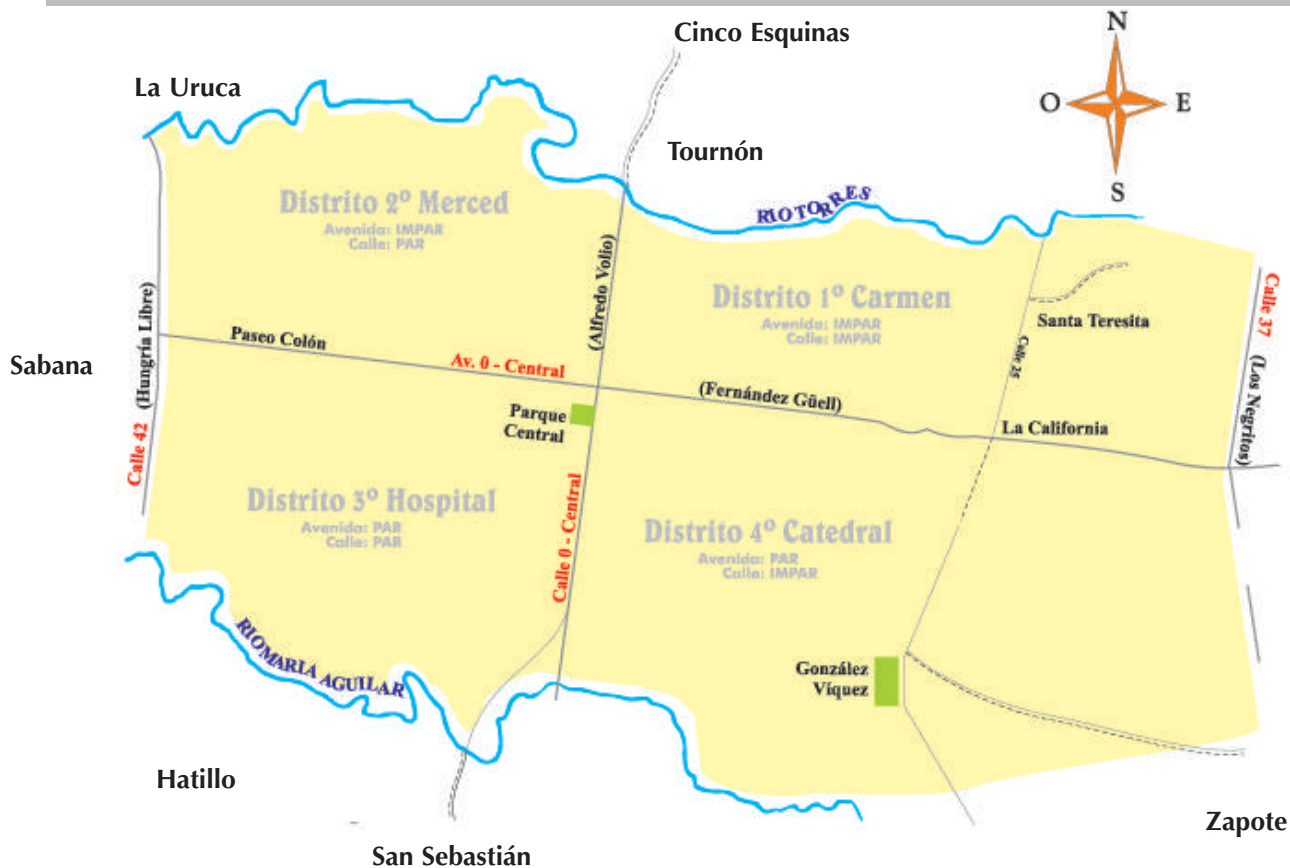 Cinco Esquinas
N
La Uruca
O
E
Tournón
S
RIO TORRES
Distrito 2º Merced
Avenida: IMPAR
Calle: PAR
(Alfredo Volio)
Distrito 1º Carmen
Avenida: IMPAR
Calle: IMPAR
Calle 37 (Los Negritos)
Santa Teresita
Calle 25
Paseo Colón
Sabana
Calle 42 (Hungría Libre)
Av. 0 - Central
(Fernández Güell)
Parque
Central
La California
Distrito 3º Hospital
Avenida: PAR
Calle: PAR
Calle 0 - Central
Distrito 4º Catedral
Avenida: PAR
Calle: IMPAR
RIO MARIA AGUILAR
González
Víquez
Hatillo
Zapote
San Sebastián